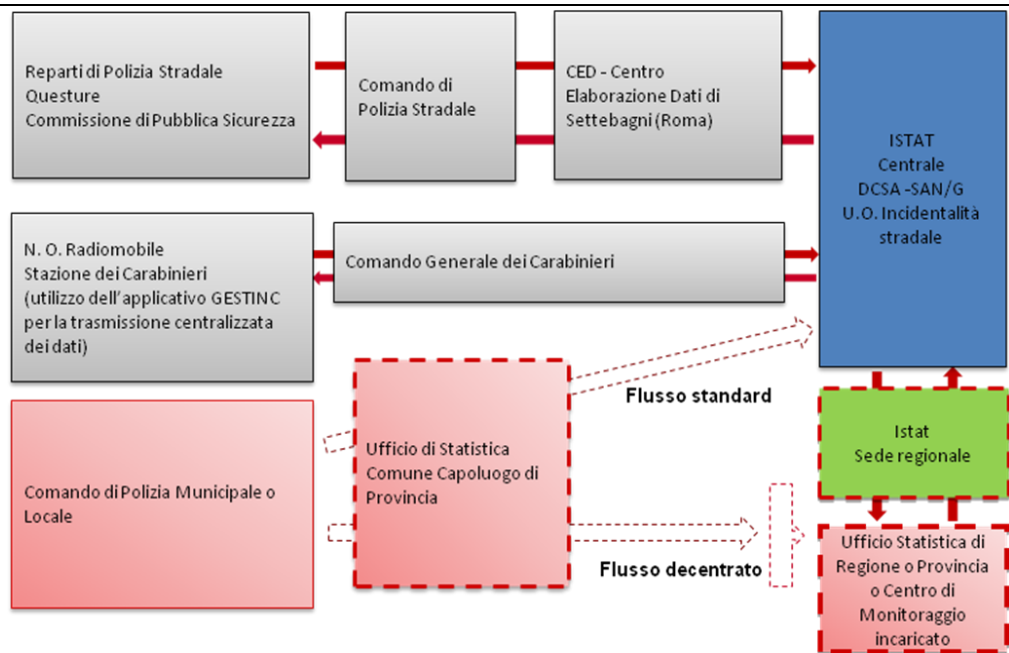 Reparti di Polizia Stradale
Questure
Commissione di Pubblica Sicurezza
Comando di
Polizia Stradale
CED - Centro
Elaborazione Dati di
Settebagni (Roma)
ISTAT
Centrale
DCSA -SAN/G
U.O. Incidentalità
stradale
N. O. Radiomobile
Stazione dei Carabinieri
(utilizzo dell'applicativo GESTINC
per la trasmissione centralizzata
dei dati)
Comando Generale dei Carabinieri
Flusso standard
Ufficio di Statistica
Comune Capoluogo di
Provincia
Comando di Polizia Municipale o
Locale
Flusso decentrato
Istat
Sede regionale
Ufficio Statistica di
Regione o Provincia
o Centro di
Monitoraggio
incaricato